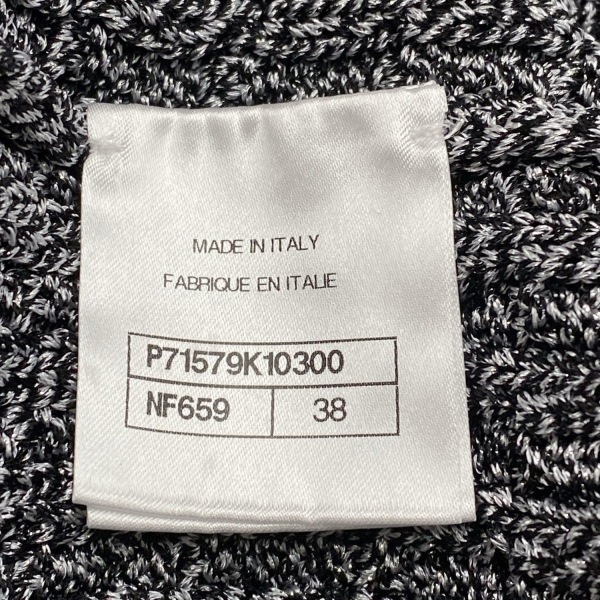 MADE IN ITALY
FABRIQUE EN ITALIE
P71579K10300
NF659 38